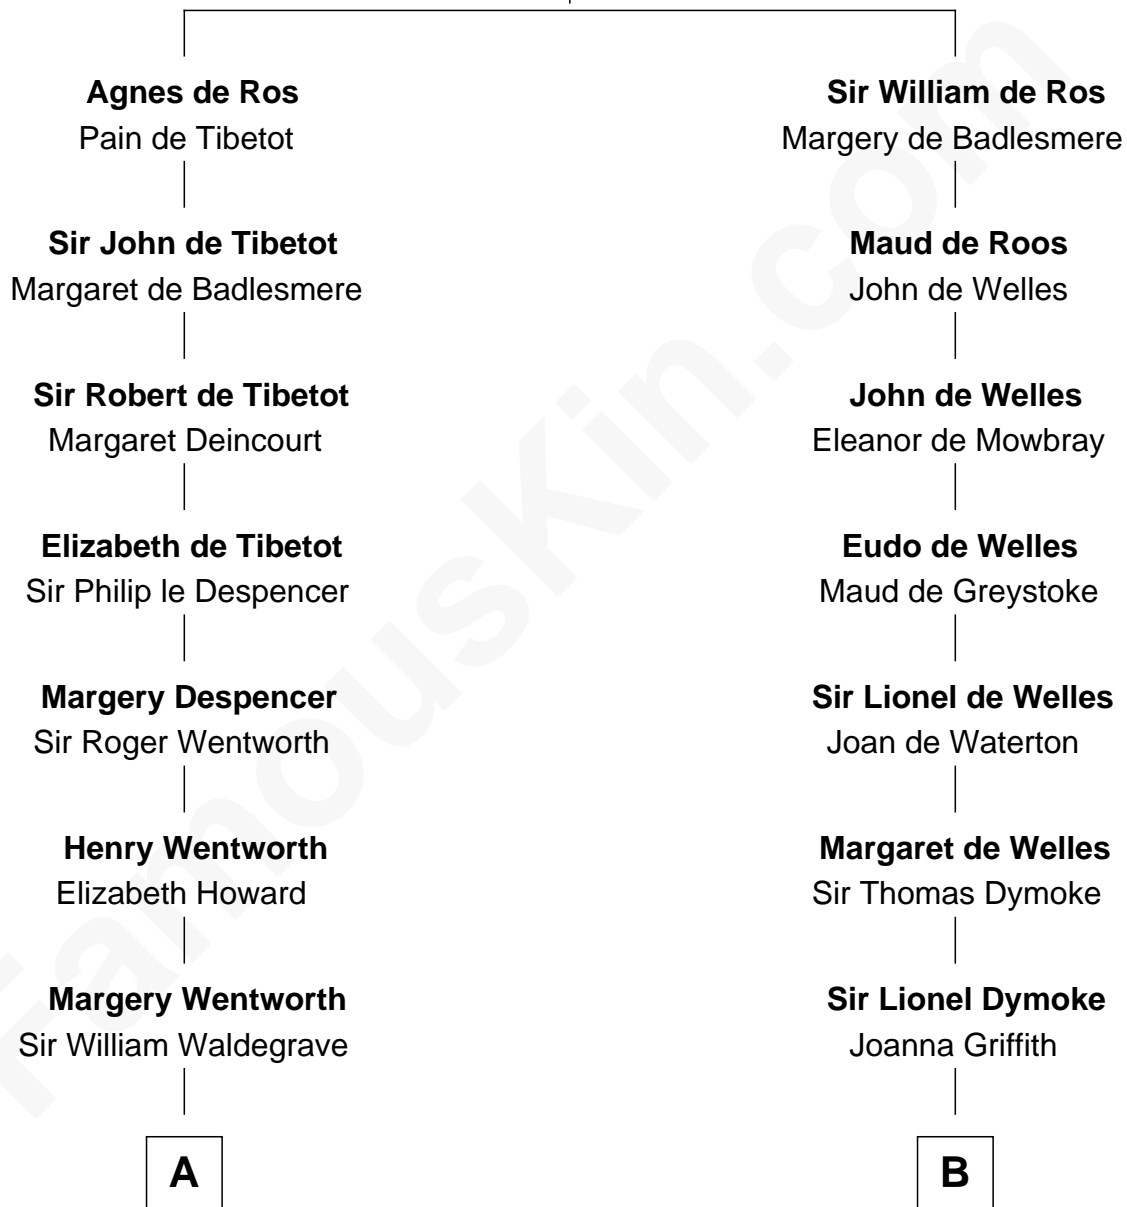 Agnes de Ros
Pain de Tibetot
Sir John de Tibetot
Margaret de Badlesmere
Sir Robert de Tibetot
Margaret Deincourt
Elizabeth de Tibetot
Sir Philip le Despencer
Margery Despencer
Sir Roger Wentworth
Henry Wentworth
Elizabeth Howard
Margery Wentworth
Sir William Waldegrave
A
Sir William de Ros
Margery de Badlesmere
Maud de Roos
John de Welles
John de Welles
Eleanor de Mowbray
Eudo de Welles
Maud de Greystoke
Sir Lionel de Welles
Joan de Waterton
Margaret de Welles
Sir Thomas Dymoke
Sir Lionel Dymoke
Joanna Griffith
B
FamousKin.com